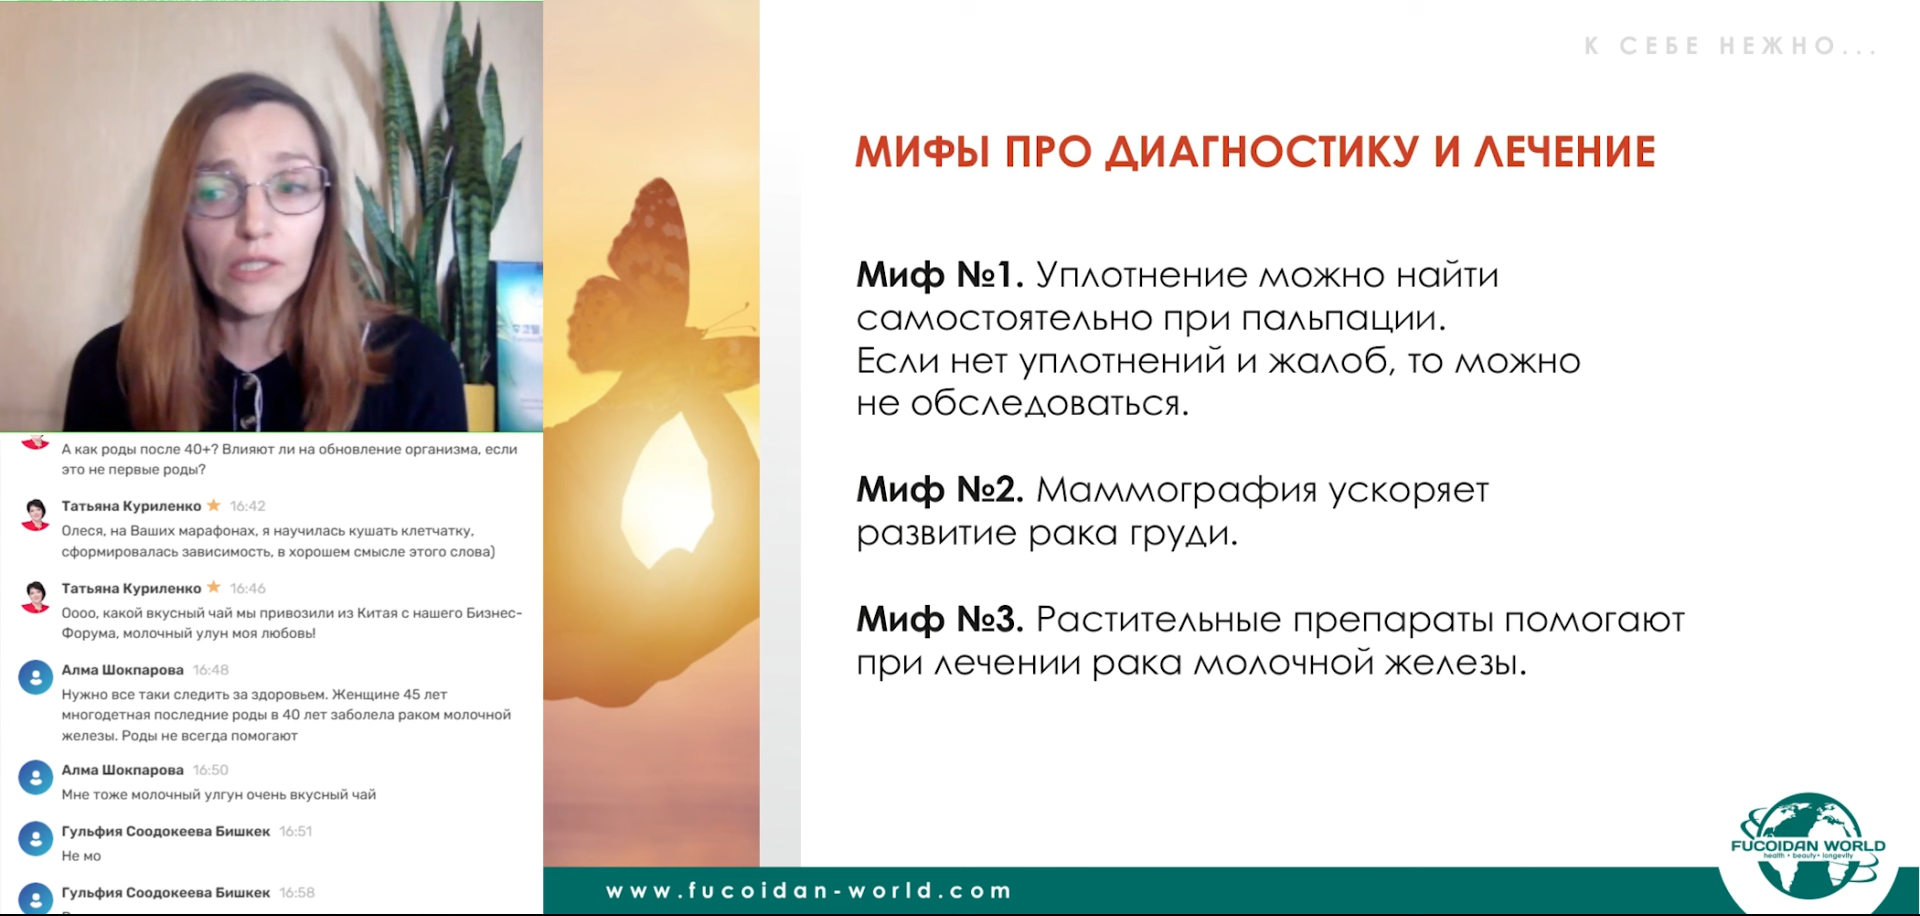 А как роды после 40+? Влияют ли на обновление организма, если
это не первые роды?
Татьяна Куриленко 16:42
Олеся, на Ваших марафонах, я научилась кушать клетчатку,
сформировалась зависимость, в хорошем смысле этого слова)
Татьяна Куриленко 16:46
Оооо, какой вкусный чай мы привозили из Китая с нашего Бизнес-
Форума, молочный улун моя любовь!
Алма Шокпарова 16:48
Нужно все таки следить за здоровьем. Женщине 45 лет
многодетная последние роды в 40 лет заболела раком молочной
железы. Роды не всегда помогают
Алма Шокпарова 16:50
Мне тоже молочный улгун очень вкусный чай
Гульфия Соодокеева Бишкек 16:51
Не мо
Гульфия Соодокеева Бишкек 16:58
К СЕБЕ НЕЖНО...
МИФЫ ПРО ДИАГНОСТИКУ И ЛЕЧЕНИЕ
Миф №1. Уплотнение можно найти
самостоятельно при пальпации.
Если нет уплотнений и жалоб, то можно
не обследоваться.
Миф №2. Маммография ускоряет
развитие рака груди.
Миф №3. Растительные препараты помогают
при лечении рака молочной железы.
www.fucoidan-world.com
FUCOIDAN WORLD
health • beauty • longevity